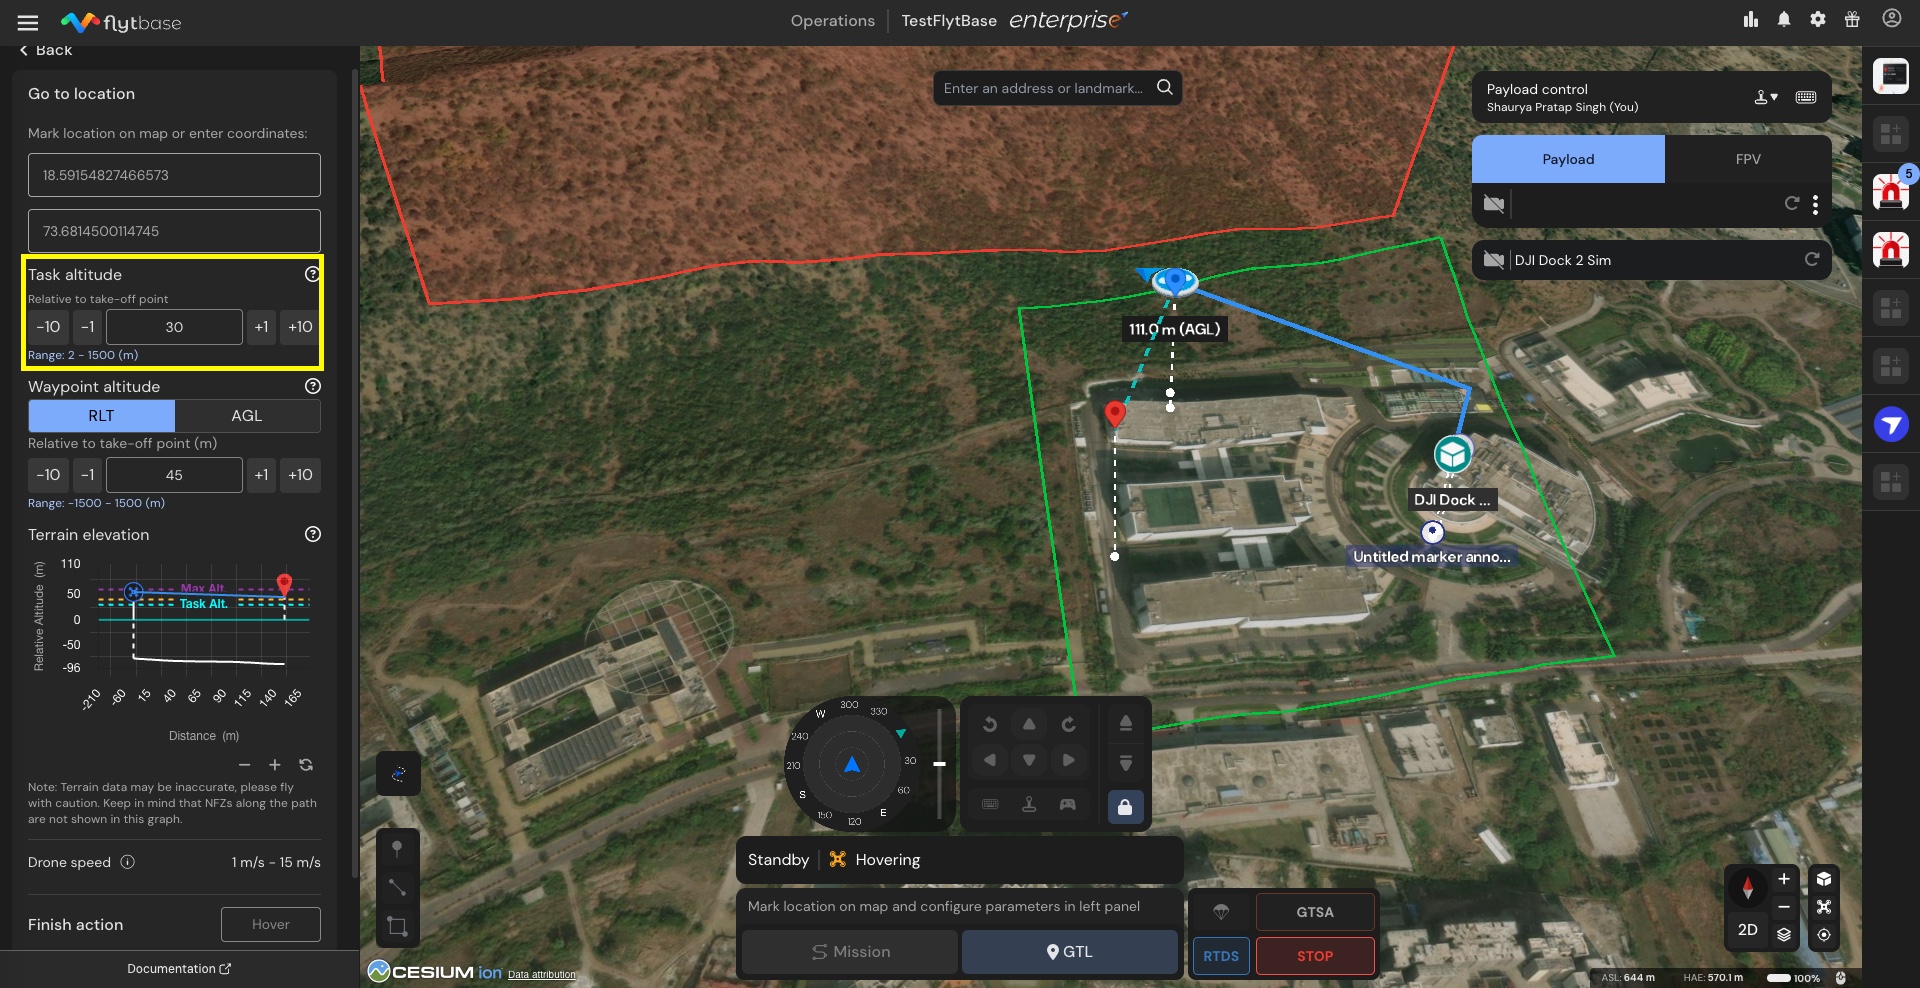 flytbase
Operations
TestFlytBase enterprise
Back
Go to location
Mark location on map or enter coordinates:
18.59154827466573
73.6814500114745
Task altitude
Relative to take-off point
-10 -1 30 +1 +10
Range: 2 - 1500 (m)
Waypoint altitude
RLT AGL
Relative to take-off point (m)
-10 -1 45 +1 +10
Range: -1500 - 1500 (m)
Terrain elevation
Relative Altitude (m)
110
50
0
-50
-96
Max Alt.
Task Alt.
-210 -60 15 40 65 90 115 140 165
Distance (m)
Note: Terrain data may be inaccurate, please fly
with caution. Keep in mind that NFZs along the path
are not shown in this graph.
Drone speed 1 m/s - 15 m/s
Finish action Hover
Documentation
Enter an address or landmark...
111.0 m (AGL)
DJI Dock ...
Untitled marker anno...
Payload control
Shaurya Pratap Singh (You)
Payload FPV
DJI Dock 2 Sim
5
W 300 330
240
210 30
S 60
150 120 E
Standby Hovering
Mark location on map and configure parameters in left panel
Mission GTL
GTSA
RTDS STOP
2D
CESIUM ion Data attribution
ASL: 644 m HAE: 570.1 m 100%